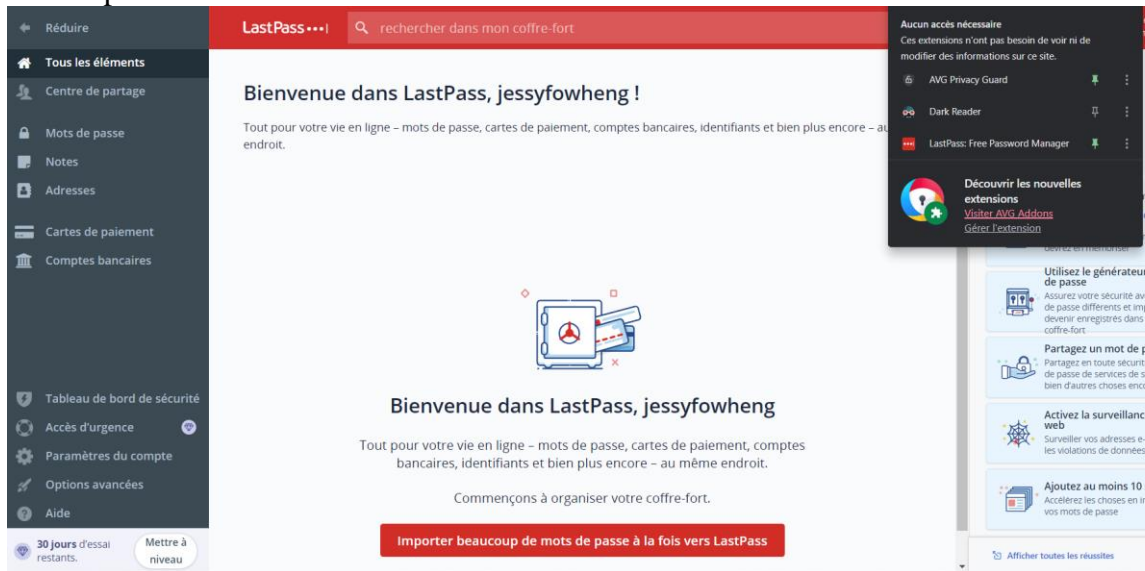 Réduire
Tous les éléments
Centre de partage
Mots de passe
Notes
Adresses
Cartes de paiement
Comptes bancaires
Tableau de bord de sécurité
Accès d'urgence
Paramètres du compte
Options avancées
Aide
30 jours d'essai
restants.
Mettre à
niveau
LastPass
rechercher dans mon coffre-fort
Bienvenue dans LastPass, jessyfowheng !
Tout pour votre vie en ligne – mots de passe, cartes de paiement, comptes bancaires, identifiants et bien plus encore – au
endroit.
Bienvenue dans LastPass, jessyfowheng
Tout pour votre vie en ligne – mots de passe, cartes de paiement, comptes
bancaires, identifiants et bien plus encore – au même endroit.
Commençons à organiser votre coffre-fort.
Importer beaucoup de mots de passe à la fois vers LastPass
Aucun accès nécessaire
Ces extensions n'ont pas besoin de voir ni de
modifier des informations sur ce site.
AVG Privacy Guard
Dark Reader
LastPass: Free Password Manager
Découvrir les nouvelles
extensions
Visiter AVG Addons
Gérer l'extension
devrez en mémoriser
Utilisez le générateur
de passe
Assurez votre sécurité av
de passe différents et imp
devenir enregistrés dans
coffre-fort
Partagez un mot de p
Partagez en toute sécurit
de passe de services de s
bien d'autres choses enco
Activez la surveillanc
web
Surveiller vos adresses e-
les violations de données
Ajoutez au moins 10
Accélérez les choses en in
vos mots de passe
Afficher toutes les réussites